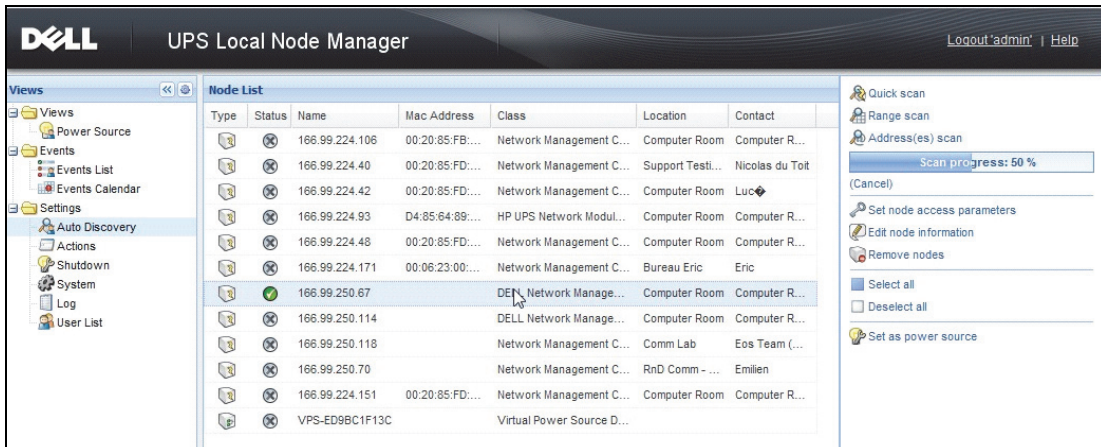 DELL UPS Local Node Manager Logout 'admin' | Help
Views
Views
Power Source
Events
Events List
Events Calendar
Settings
Auto Discovery
Actions
Shutdown
System
Log
User List
Node List
Type Status Name Mac Address Class Location Contact
166.99.224.106 00:20:85:FB:... Network Management C... Computer Room Computer R...
166.99.224.40 00:20:85:FD:... Network Management C... Support Testi... Nicolas du Toit
166.99.224.42 00:20:85:FD:... Network Management C... Computer Room Luc�
166.99.224.93 D4:85:64:89:... HP UPS Network Modul... Computer Room Computer R...
166.99.224.48 00:20:85:FD:... Network Management C... Computer Room Computer R...
166.99.224.171 00:06:23:00:... Network Management C... Bureau Eric Eric
166.99.250.67 DELL Network Manage... Computer Room Computer R...
166.99.250.114 DELL Network Manage... Computer Room Computer R...
166.99.250.118 Network Management C... Comm Lab Eos Team (...
166.99.250.70 Network Management C... RnD Comm - ... Emilien
166.99.224.151 00:20:85:FD:... Network Management C... Computer Room Computer R...
VPS-ED9BC1F13C Virtual Power Source D...
Quick scan
Range scan
Address(es) scan
Scan progress: 50 %
(Cancel)
Set node access parameters
Edit node information
Remove nodes
Select all
Deselect all
Set as power source